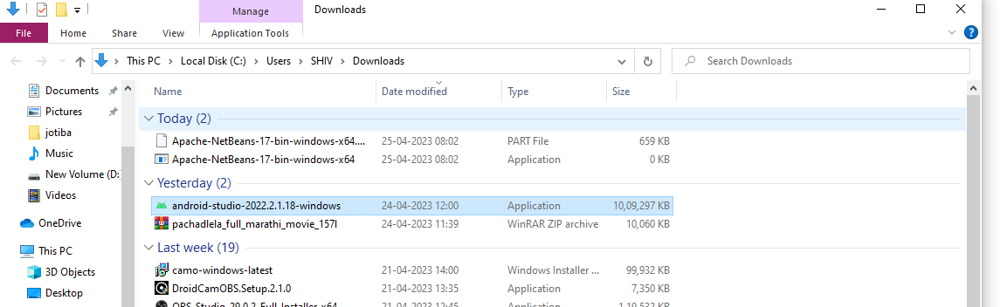 Manage Downloads
File Home Share View Application Tools
This PC Local Disk (C:) Users SHIV Downloads Search Downloads
Documents
Pictures
jotiba
Music
New Volume (D:
Videos
OneDrive
This PC
3D Objects
Desktop
Name Date modified Type Size
Today (2)
Apache-NetBeans-17-bin-windows-x64.... 25-04-2023 08:02 PART File 659 KB
Apache-NetBeans-17-bin-windows-x64 25-04-2023 08:02 Application 0 KB
Yesterday (2)
android-studio-2022.2.1.18-windows 24-04-2023 12:00 Application 10,09,297 KB
pachadlela_full_marathi_movie_157l 24-04-2023 11:39 WinRAR ZIP archive 10,060 KB
Last week (19)
camo-windows-latest 21-04-2023 14:00 Windows Installer ... 99,932 KB
DroidCamOBS.Setup.2.1.0 21-04-2023 13:35 Application 7,350 KB
OBS-Studio-29.0.2-Full-Installer-x64 21-04-2023 12:45 Application 1,19,532 KB